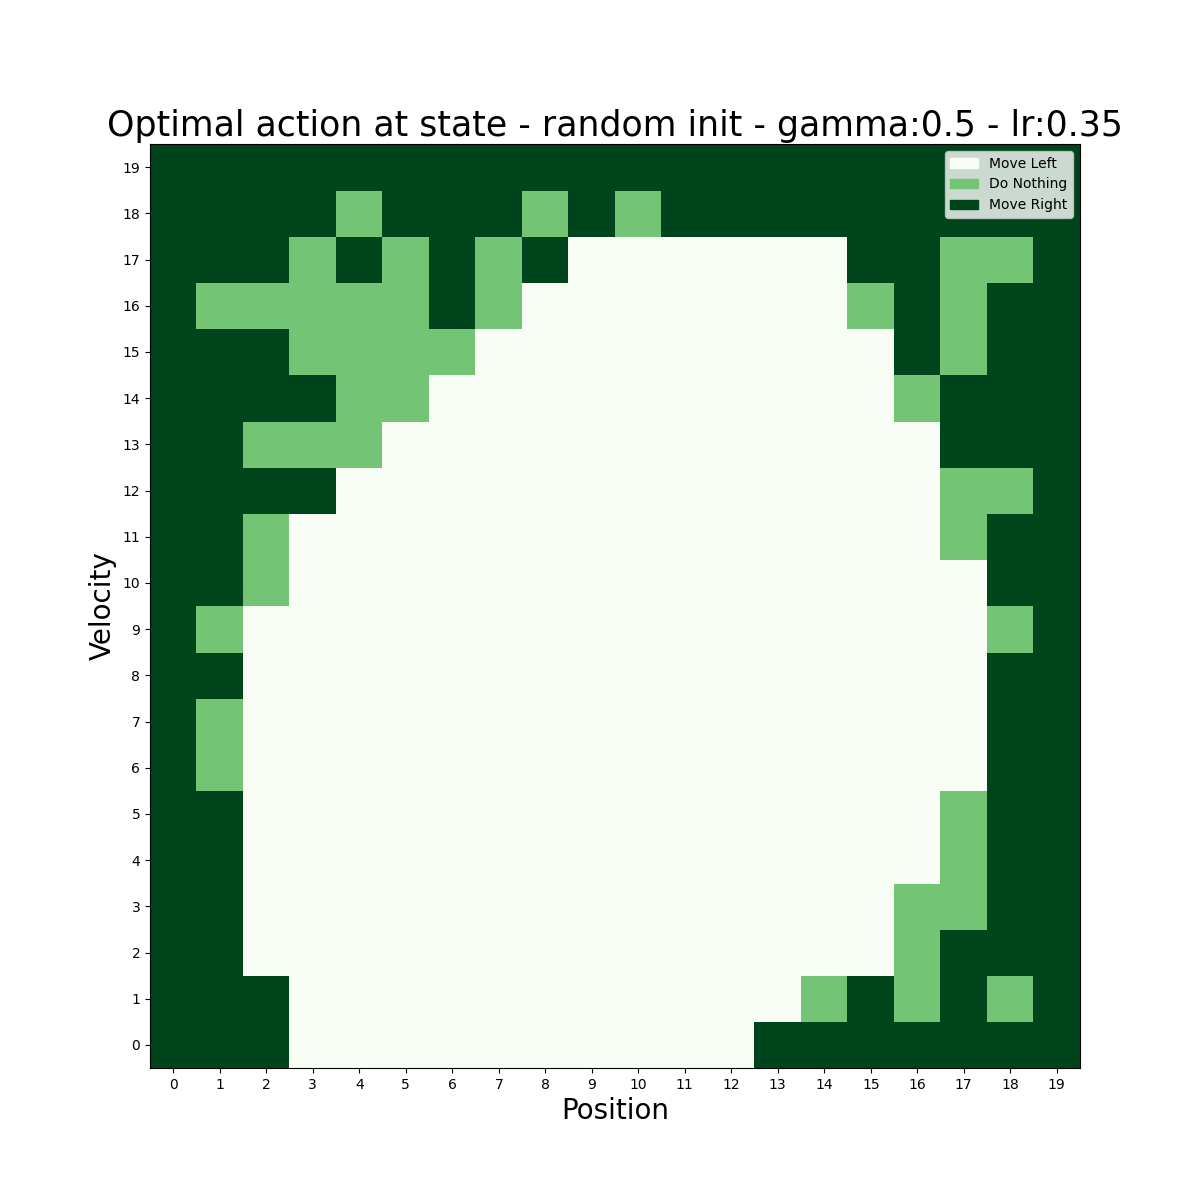 Optimal action at state - random init - gamma:0.5 - lr:0.35
Move Left
Do Nothing
Move Right
Velocity
19
18
17
16
15
14
13
12
11
10
9
8
7
6
5
4
3
2
1
0
0 1 2 3 4 5 6 7 8 9 10 11 12 13 14 15 16 17 18 19
Position